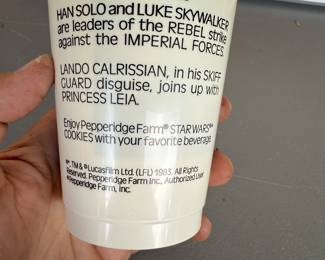 HAN SOLO and LUKE SKYWALKER
are leaders of the REBEL strike
against the IMPERIAL FORCES.
LANDO CALRISSIAN, in his SKIFF
GUARD disguise, joins up with
PRINCESS LEIA.
Enjoy Pepperidge Farm® STAR WARS™
COOKIES with your favorite beverage.
®, TM & ©Lucasfilm Ltd. (LFL) 1983. All Rights
Reserved. Pepperidge Farm Inc., Authorized User
©Pepperidge Farm, Inc.